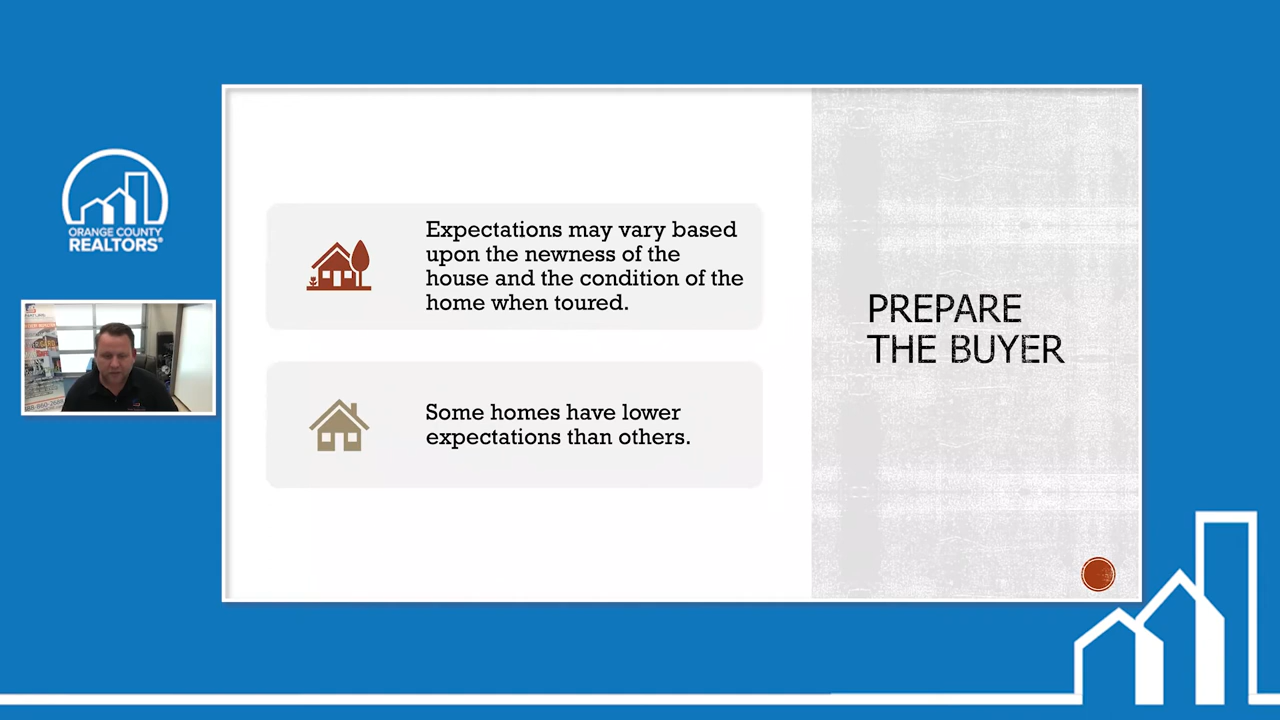 ORANGE COUNTY
REALTORS®
Expectations may vary based
upon the newness of the
house and the condition of the
home when toured.
Some homes have lower
expectations than others.
PREPARE
THE BUYER